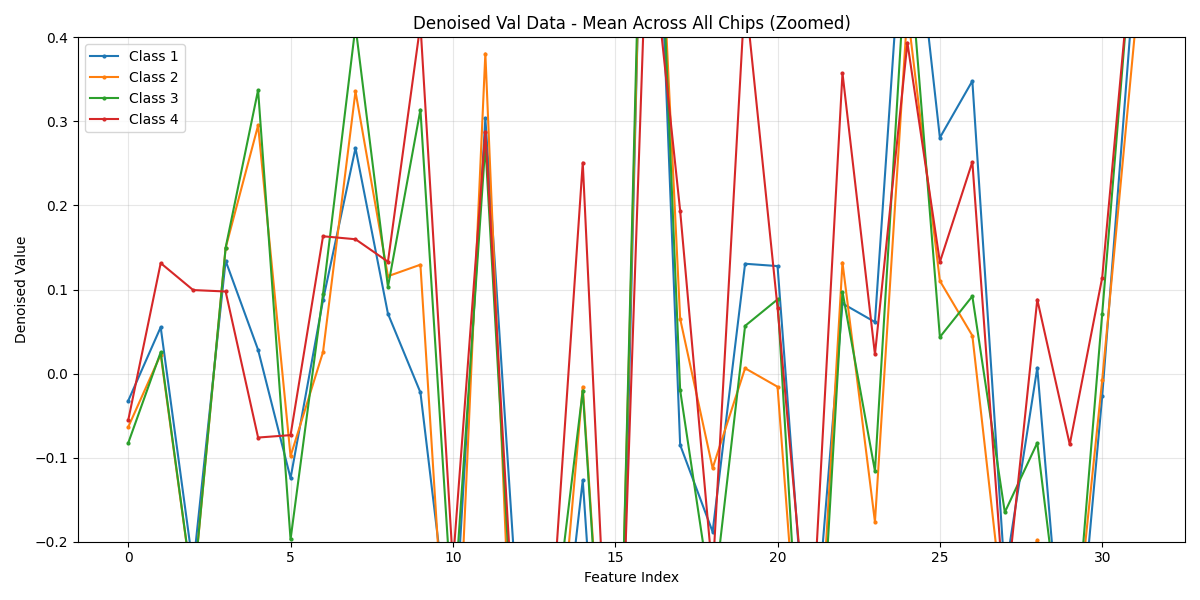 Denoised Val Data - Mean Across All Chips (Zoomed)
Class 1
Class 2
Class 3
Class 4
Denoised Value
0.4
0.3
0.2
0.1
0.0
−0.1
−0.2
0 5 10 15 20 25 30
Feature Index